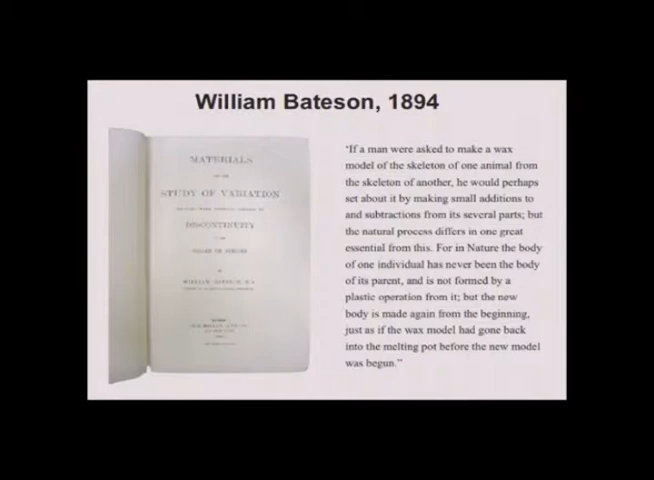 William Bateson, 1894
MATERIALS
STUDY OF VARIATION
DISCONTINUITY
WILLIAM BATESON, M.A.
'If a man were asked to make a wax
model of the skeleton of one animal from
the skeleton of another, he would perhaps
set about it by making small additions to
and subtractions from its several parts; but
the natural process differs in one great
essential from this. For in Nature the body
of one individual has never been the body
of its parent, and is not formed by a
plastic operation from it; but the new
body is made again from the beginning,
just as if the wax model had gone back
into the melting pot before the new model
was begun.”